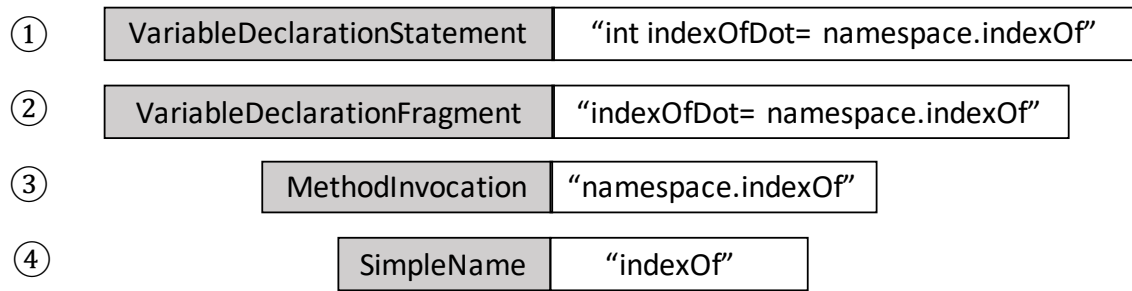 ① VariableDeclarationStatement “int indexOfDot= namespace.indexOf”
② VariableDeclarationFragment “indexOfDot= namespace.indexOf”
③ MethodInvocation “namespace.indexOf”
④ SimpleName “indexOf”